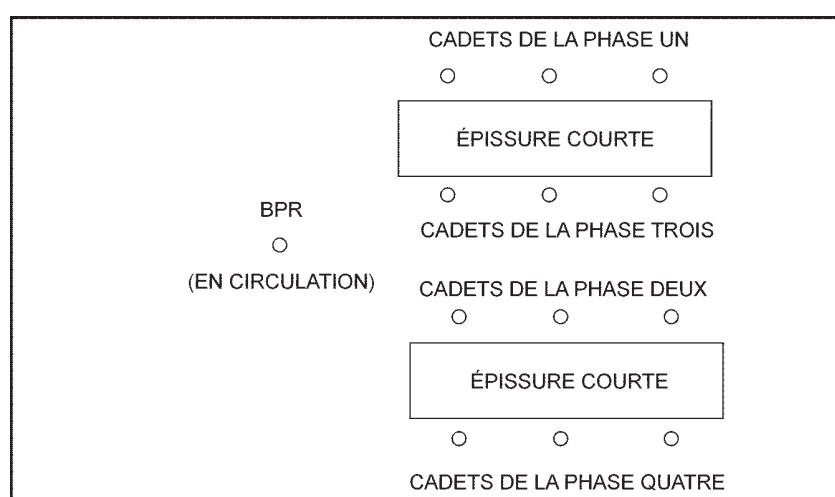 CADETS DE LA PHASE UN
ÉPISSURE COURTE
CADETS DE LA PHASE TROIS
BPR
(EN CIRCULATION)
CADETS DE LA PHASE DEUX
ÉPISSURE COURTE
CADETS DE LA PHASE QUATRE